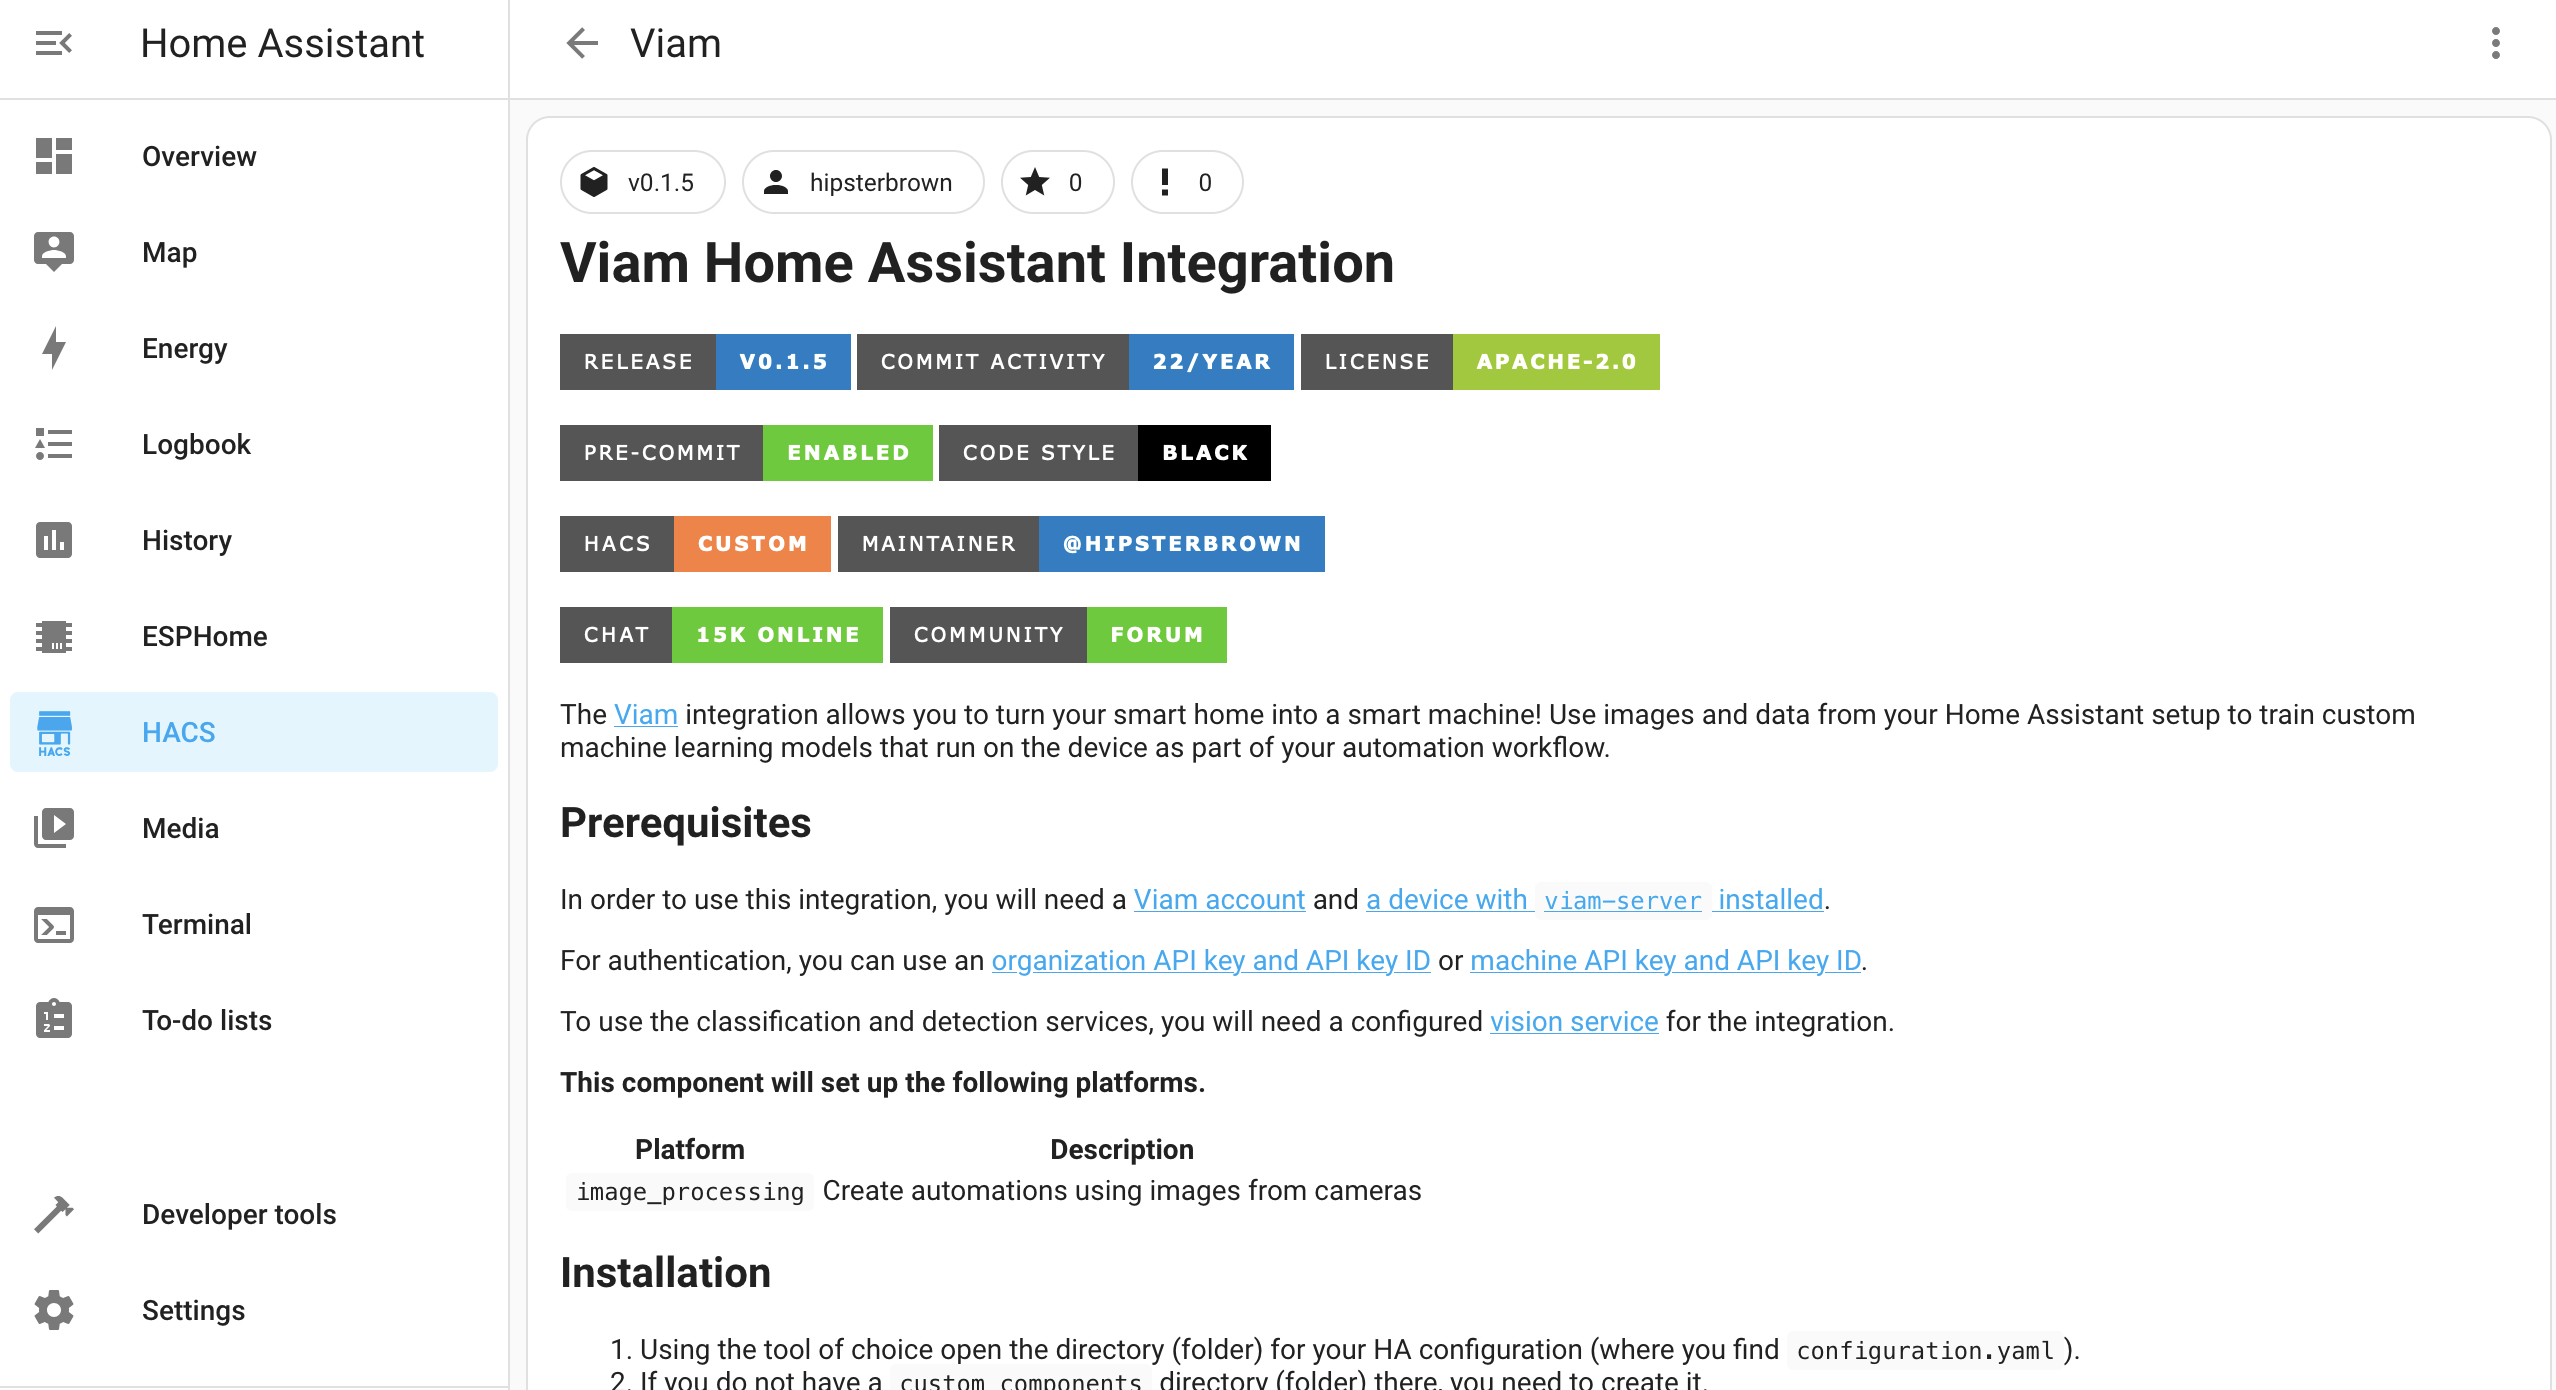 Home Assistant
Overview
Map
Energy
Logbook
History
ESPHome
HACS
HACS
Media
Terminal
To-do lists
Developer tools
Settings
Viam
v0.1.5
hipsterbrown
0
0
Viam Home Assistant Integration
RELEASE V0.1.5 COMMIT ACTIVITY 22/YEAR LICENSE APACHE-2.0
PRE-COMMIT ENABLED CODE STYLE BLACK
HACS CUSTOM MAINTAINER @HIPSTERBROWN
CHAT 15K ONLINE COMMUNITY FORUM
The Viam integration allows you to turn your smart home into a smart machine! Use images and data from your Home Assistant setup to train custom
machine learning models that run on the device as part of your automation workflow.
Prerequisites
In order to use this integration, you will need a Viam account and a device with viam-server installed.
For authentication, you can use an organization API key and API key ID or machine API key and API key ID.
To use the classification and detection services, you will need a configured vision service for the integration.
This component will set up the following platforms.
Platform Description
image_processing Create automations using images from cameras
Installation
1. Using the tool of choice open the directory (folder) for your HA configuration (where you find configuration.yaml ).
2. If you do not have a custom_components directory (folder) there, you need to create it.